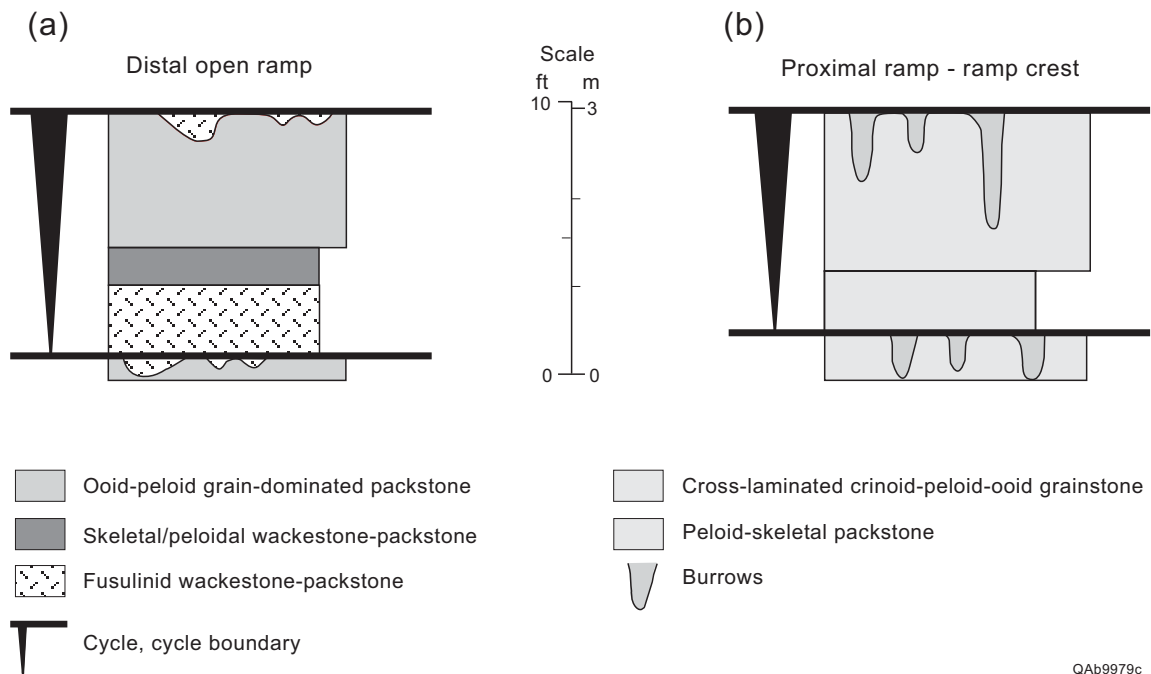 (a)
Distal open ramp
Scale
ft m
10 3
0 0
(b)
Proximal ramp - ramp crest
Ooid-peloid grain-dominated packstone
Skeletal/peloidal wackestone-packstone
Fusulinid wackestone-packstone
Cycle, cycle boundary
Cross-laminated crinoid-peloid-ooid grainstone
Peloid-skeletal packstone
Burrows
QAb9979c